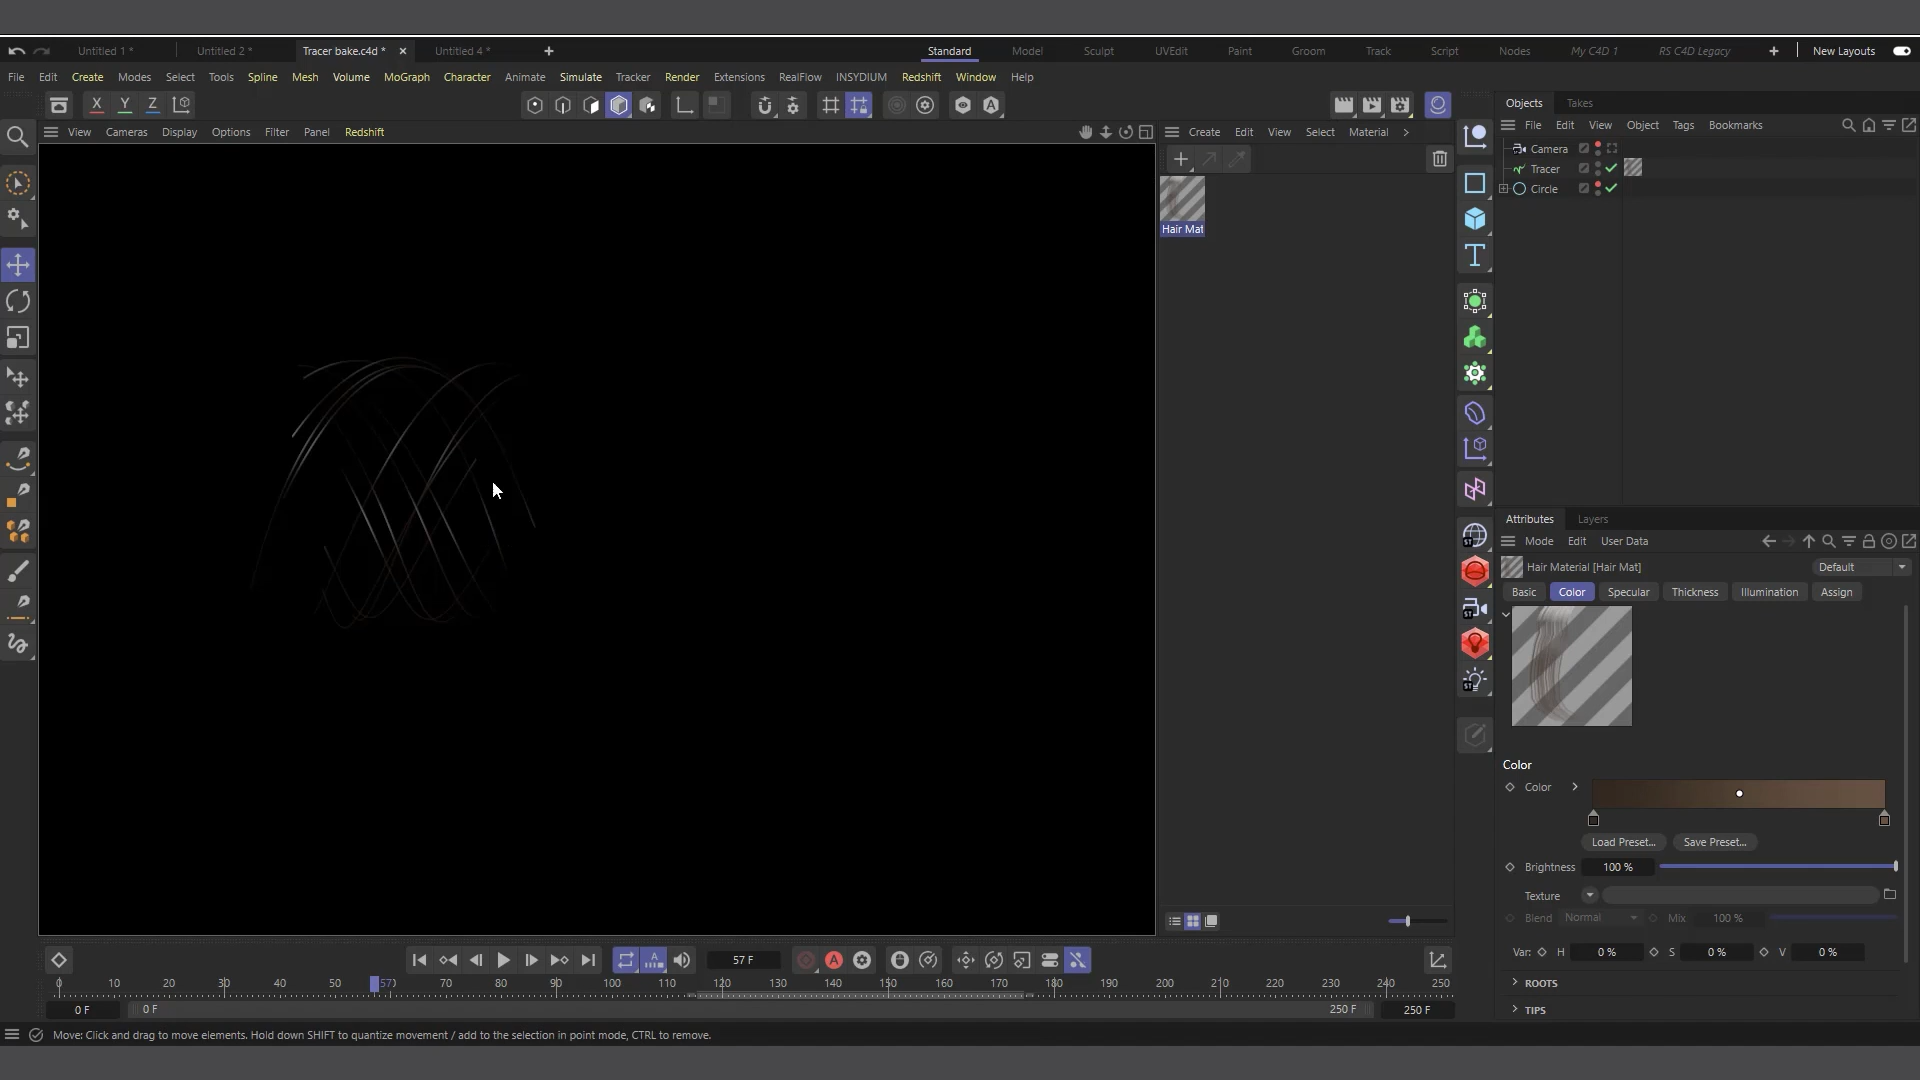 Untitled 1 * Untitled 2 * Tracer bake.c4d * Untitled 4 * Standard Model Sculpt UVEdit Paint Groom Track Script Nodes My C4D 1 RS C4D Legacy New Layouts
File Edit Create Modes Select Tools Spline Mesh Volume MoGraph Character Animate Simulate Tracker Render Extensions RealFlow INSYDIUM Redshift Window Help
X Y Z
Objects Takes
View Cameras Display Options Filter Panel Redshift
Create Edit View Select Material
File Edit View Object Tags Bookmarks
Camera
Tracer
Circle
Hair Mat
Attributes Layers
Mode Edit User Data
Hair Material [Hair Mat] Default
Basic Color Specular Thickness Illumination Assign
Color
Color
Load Preset... Save Preset...
Brightness 100 %
Texture
Blend Normal Mix 100 %
Var: H 0 % S 0 % V 0 %
ROOTS
TIPS
57 F
0 10 20 30 40 50 57 70 80 90 100 110 120 130 140 150 160 170 180 190 200 210 220 230 240 250
0 F 0 F 250 F 250 F
Move: Click and drag to move elements. Hold down SHIFT to quantize movement / add to the selection in point mode, CTRL to remove.